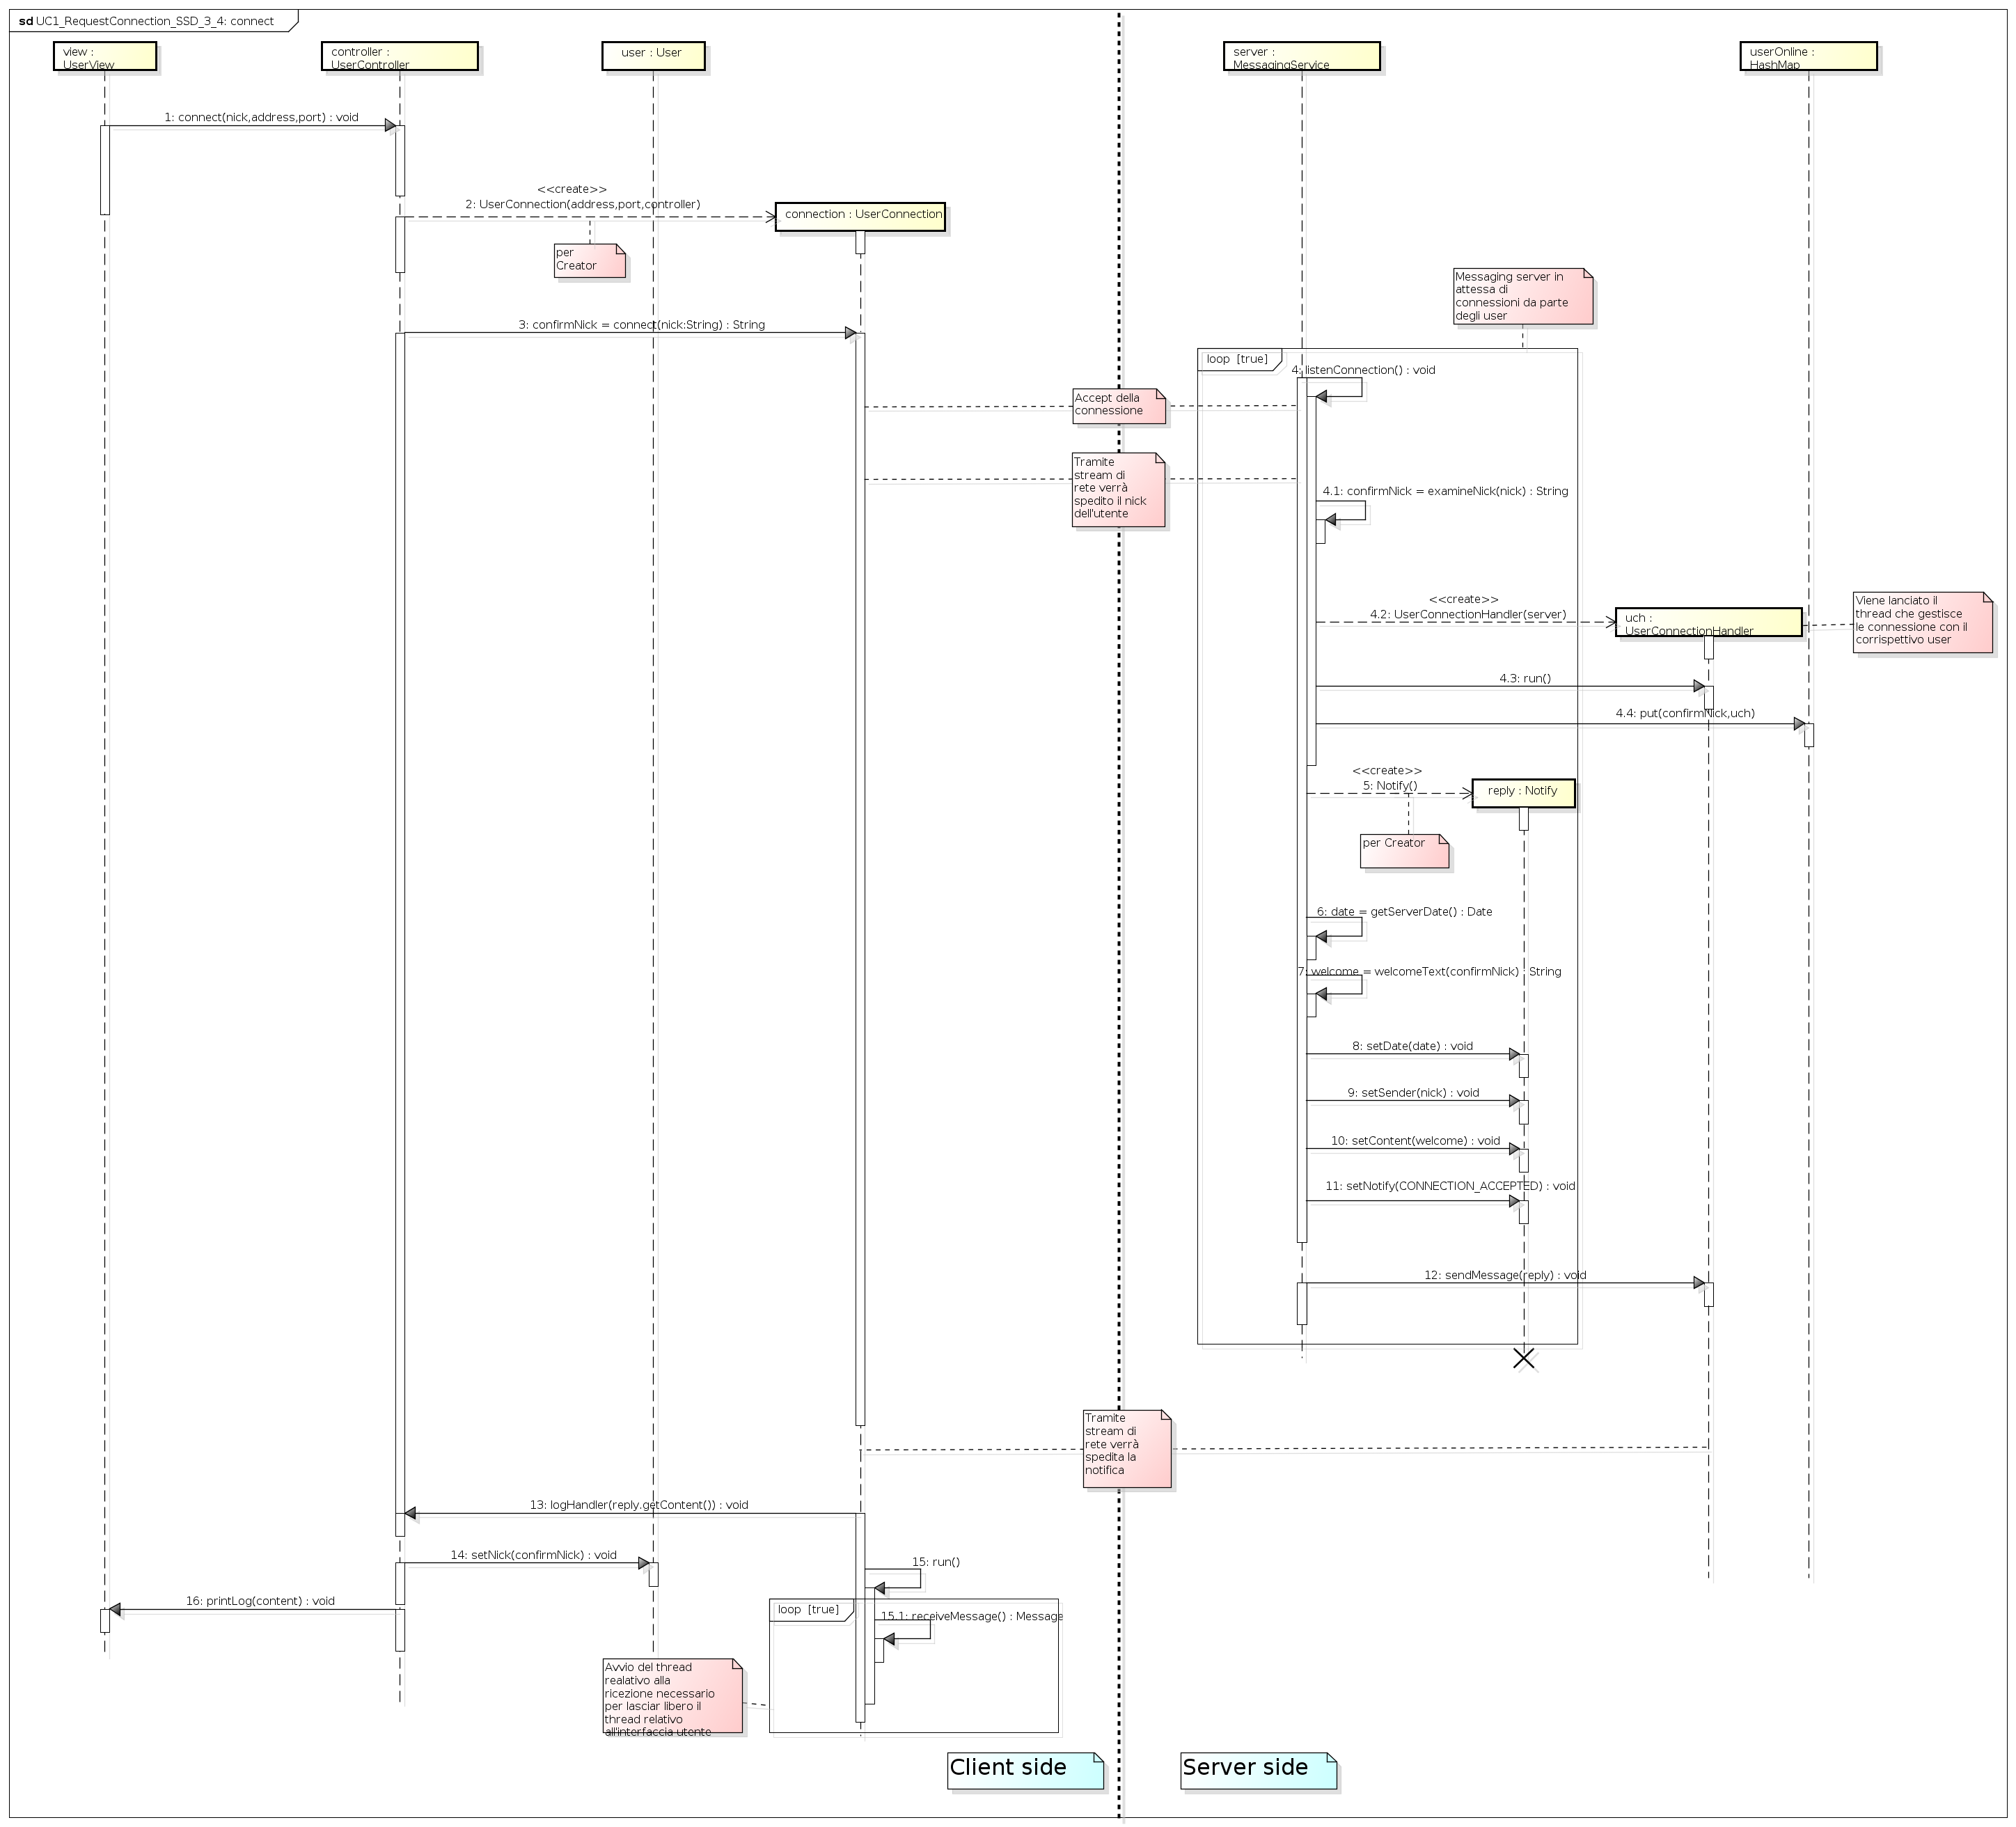 sd UC1_RequestConnection_SSD_3_4: connect
view :
UserView
controller :
UserController
user : User
server :
MessagingService
userOnline :
HashMap
1: connect(nick,address,port) : void
<<create>>
2: UserConnection(address,port,controller)
connection : UserConnection
per
Creator
Messaging server in
attessa di
connessioni da parte
degli user
3: confirmNick = connect(nick:String) : String
loop [true]
4: listenConnection() : void
Accept della
connessione
Tramite
stream di
rete verrà
spedito il nick
dell'utente
4.1: confirmNick = examineNick(nick) : String
<<create>>
4.2: UserConnectionHandler(server)
uch :
UserConnectionHandler
Viene lanciato il
thread che gestisce
le connessione con il
corrispettivo user
4.3: run()
4.4: put(confirmNick,uch)
<<create>>
5: Notify()
reply : Notify
per Creator
6: date = getServerDate() : Date
7: welcome = welcomeText(confirmNick) : String
8: setDate(date) : void
9: setSender(nick) : void
10: setContent(welcome) : void
11: setNotify(CONNECTION_ACCEPTED) : void
12: sendMessage(reply) : void
Tramite
stream di
rete verrà
spedita la
notifica
13: logHandler(reply.getContent()) : void
14: setNick(confirmNick) : void
15: run()
16: printLog(content) : void
loop [true]
15.1: receiveMessage() : Message
Avvio del thread
realativo alla
ricezione necessario
per lasciar libero il
thread relativo
all'interfaccia utente
Client side
Server side